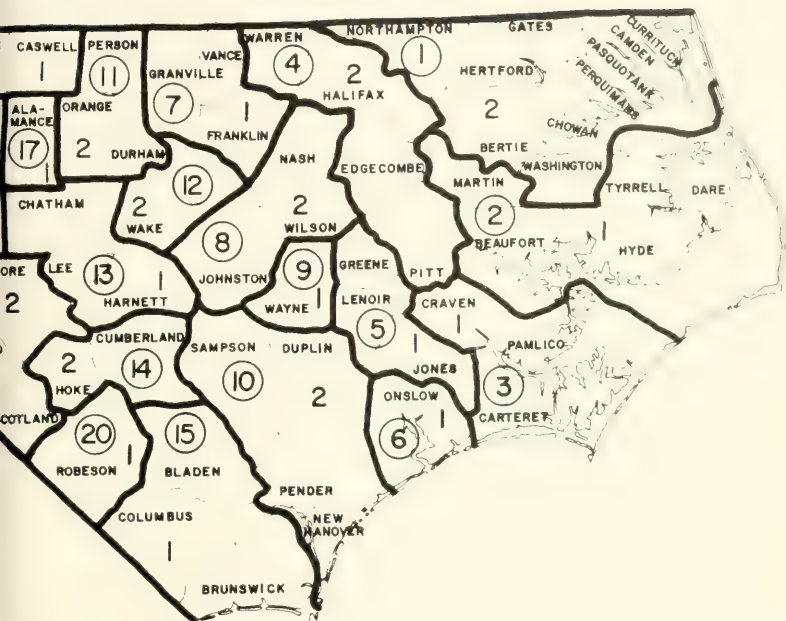 CASWELL
1
PERSON
11
ORANGE
2
DURHAM
ALA-
MANCE
17
1
VANCE
GRANVILLE
7
1
FRANKLIN
WARREN
4
2
HALIFAX
EDGECOMBE
PITT
NORTHAMPTON
1
GATES
HERTFORD
2
BERTIE
CHOWAN
CURRITUCK
CAMDEN
PASQUOTANK
PERQUIMANS
WASHINGTON
MARTIN
2
BEAUFORT
TYRRELL
DARE
1
HYDE
CHATHAM
LEE
13
1
HARNETT
12
2
WAKE
NASH
2
WILSON
8
JOHNSTON
9
WAYNE
1
GREENE
LENOIR
5
1
JONES
CRAVEN
1
PAMLICO
3
CARTERET
ORE
2
CUMBERLAND
2
14
HOKE
SAMPSON
DUPLIN
10
2
PENDER
NEW
HANOVER
ONSLOW
6
1
COTLAND
20
1
ROBESON
15
BLADEN
COLUMBUS
1
BRUNSWICK